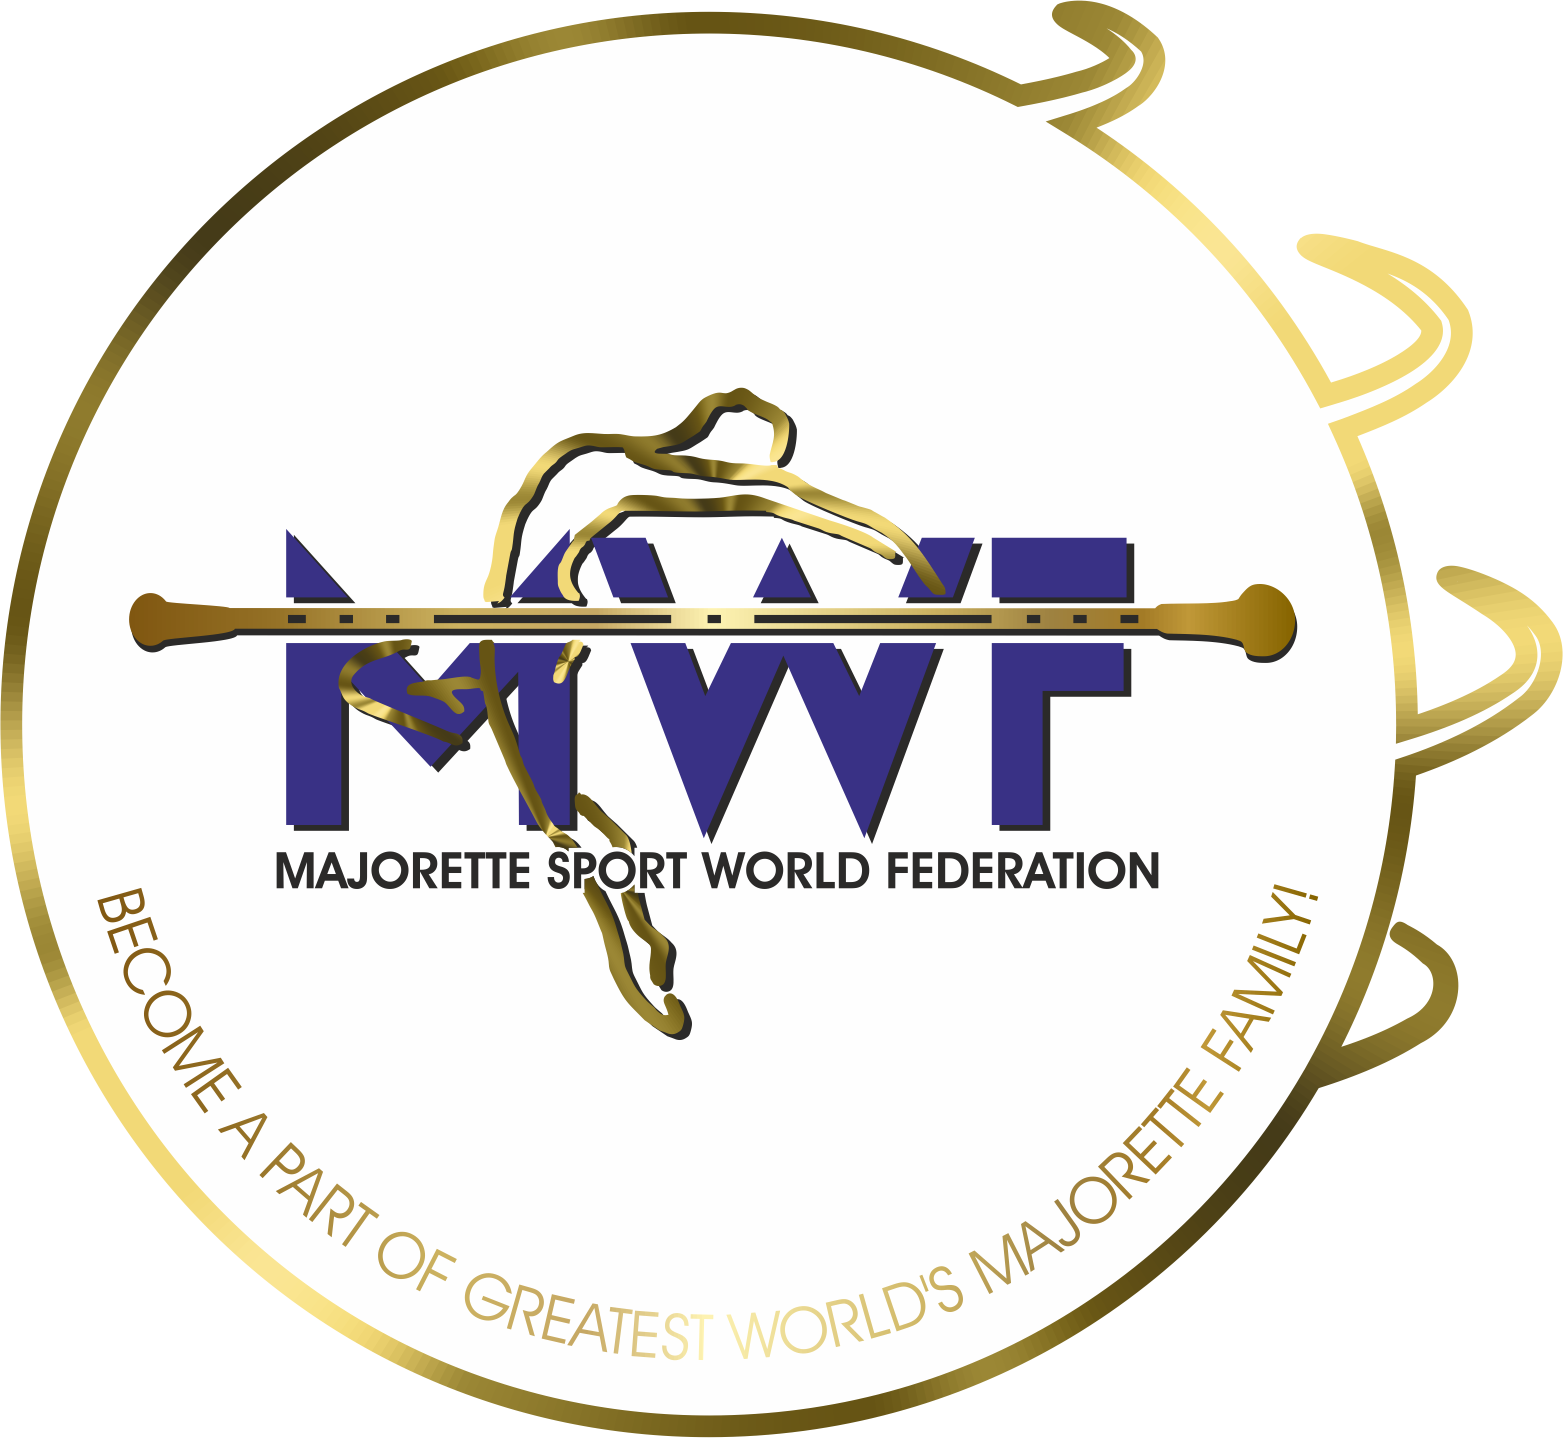 MWF
MAJORETTE SPORT WORLD FEDERATION
BECOME A PART OF GREATEST WORLD'S MAJORETTE FAMILY!